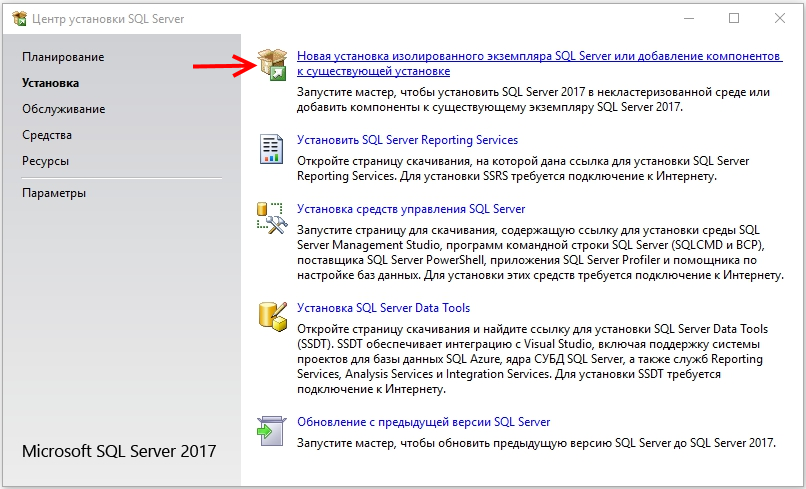 Центр установки SQL Server
Планирование
Установка
Обслуживание
Средства
Ресурсы
Параметры
Microsoft SQL Server 2017
Новая установка изолированного экземпляра SQL Server или добавление компонентов
к существующей установке
Запустите мастер, чтобы установить SQL Server 2017 в некластеризованной среде или
добавить компоненты к существующему экземпляру SQL Server 2017.
Установить SQL Server Reporting Services
Откройте страницу скачивания, на которой дана ссылка для установки SQL Server
Reporting Services. Для установки SSRS требуется подключение к Интернету.
Установка средств управления SQL Server
Запустите страницу для скачивания, содержащую ссылку для установки среды SQL
Server Management Studio, программ командной строки SQL Server (SQLCMD и BCP),
поставщика SQL Server PowerShell, приложения SQL Server Profiler и помощника по
настройке баз данных. Для установки этих средств требуется подключение к Интернету.
Установка SQL Server Data Tools
Откройте страницу скачивания и найдите ссылку для установки SQL Server Data Tools
(SSDT). SSDT обеспечивает интеграцию с Visual Studio, включая поддержку системы
проектов для базы данных SQL Azure, ядра СУБД SQL Server, а также служб Reporting
Services, Analysis Services и Integration Services. Для установки SSDT требуется
подключение к Интернету.
Обновление с предыдущей версии SQL Server
Запустите мастер, чтобы обновить предыдущую версию SQL Server до SQL Server 2017.